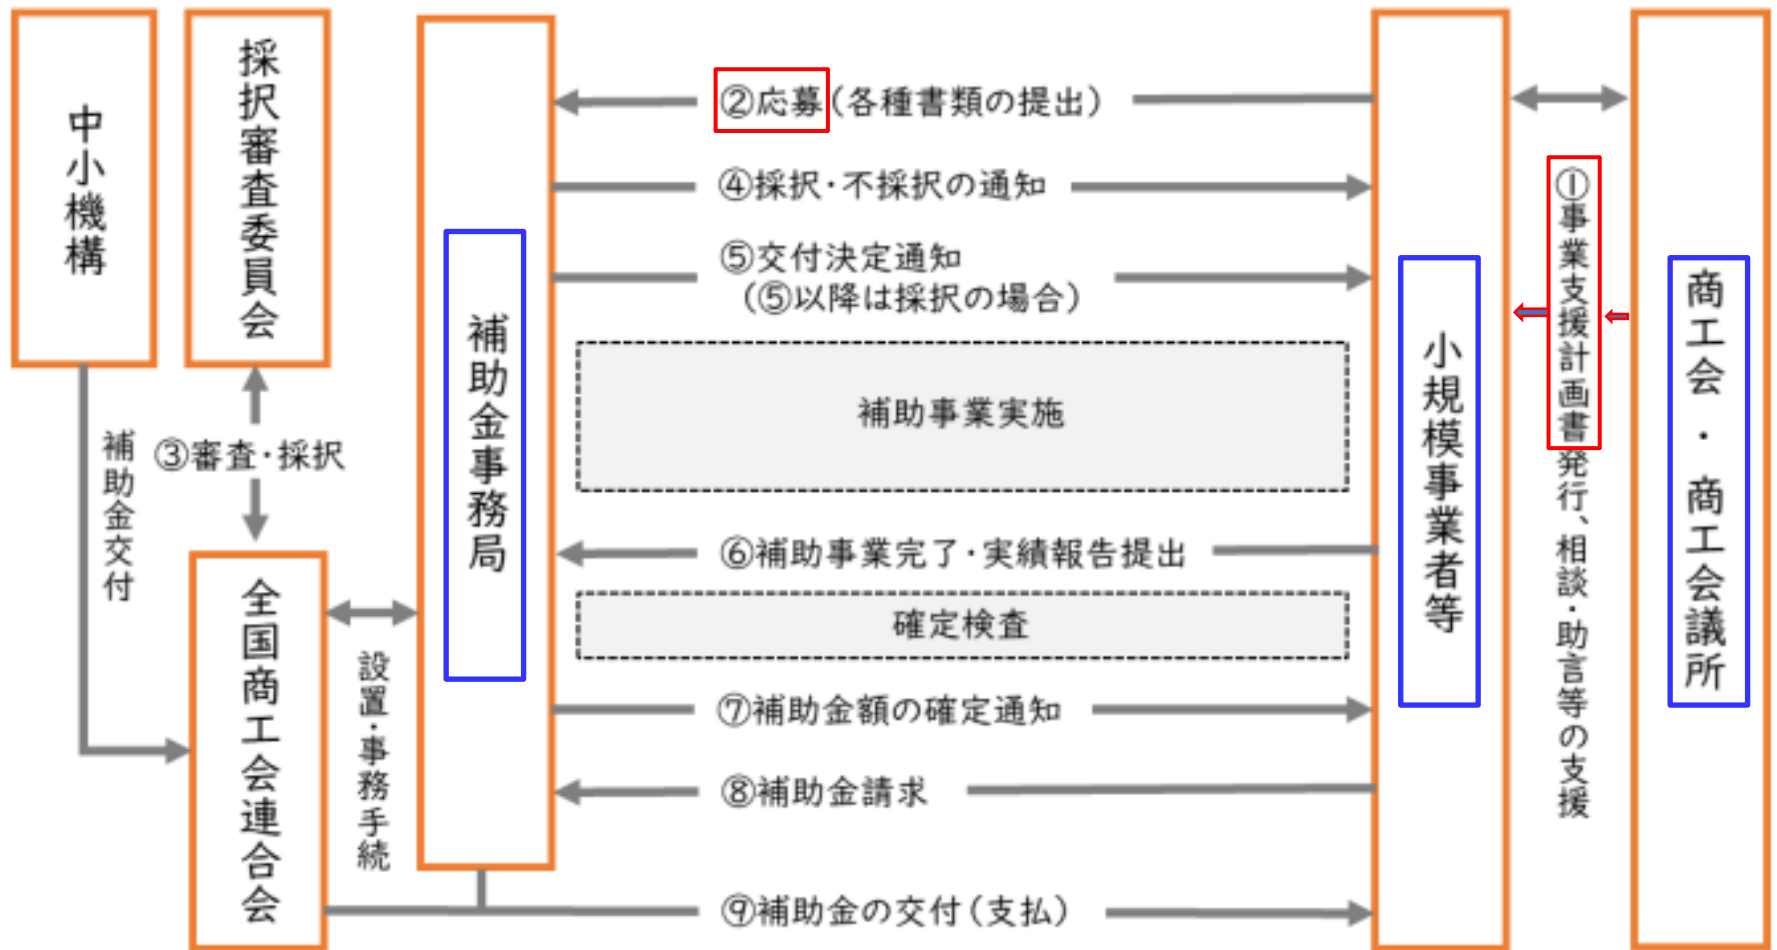 中小機構
採択審査委員会
補助金交付
③審査・採択
全国商工会連合会
設置・事務手続
補助金事務局
②応募(各種書類の提出)
④採択・不採択の通知
⑤交付決定通知
(⑤以降は採択の場合)
補助事業実施
⑥補助事業完了・実績報告提出
確定検査
⑦補助金額の確定通知
⑧補助金請求
⑨補助金の交付(支払)
小規模事業者等
①事業支援計画書発行、相談・助言等の支援
商工会・商工会議所